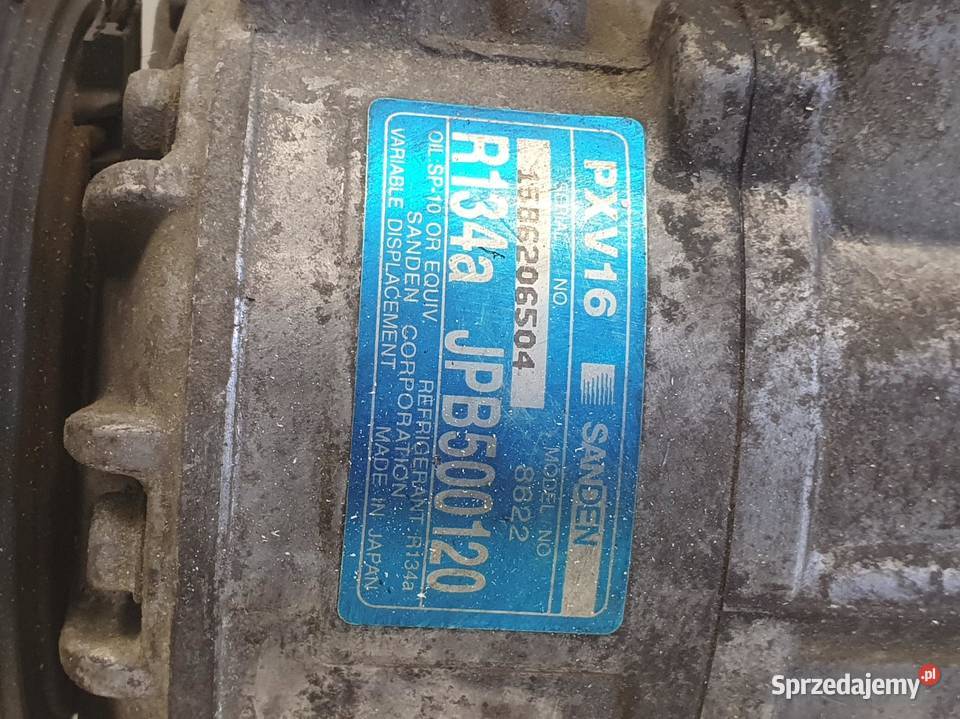 PXV16 SANDEN
SERIAL NO. MODEL NO.
1586206504 8822
R134a JPB500120
OIL:SP-10 OR EQUIV. REFRIGERANT:R134a
SANDEN CORPORATION
VARIABLE DISPLACEMENT MADE IN JAPAN
Sprzedajemy.pl